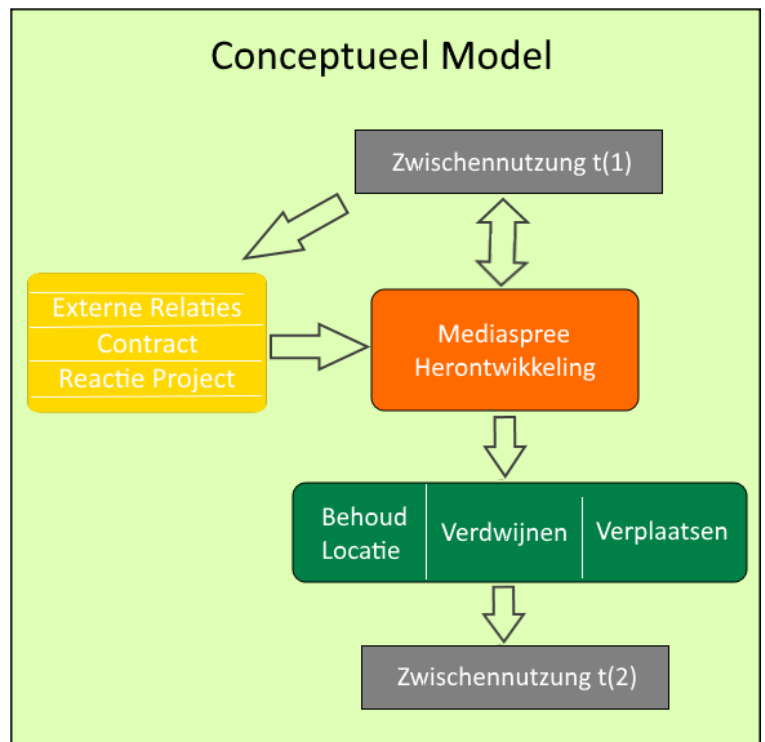 Conceptueel Model
Zwischennutzung t(1)
Externe Relaties
Contract
Reactie Project
Mediaspree
Herontwikkeling
Behoud
Locatie
Verdwijnen
Verplaatsen
Zwischennutzung t(2)